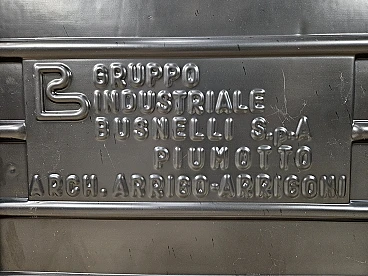 B GRUPPO
INDUSTRIALE
BUSNELLI S.p.A
PIUMOTTO
ARCH. ARRIGO-ARRIGONI